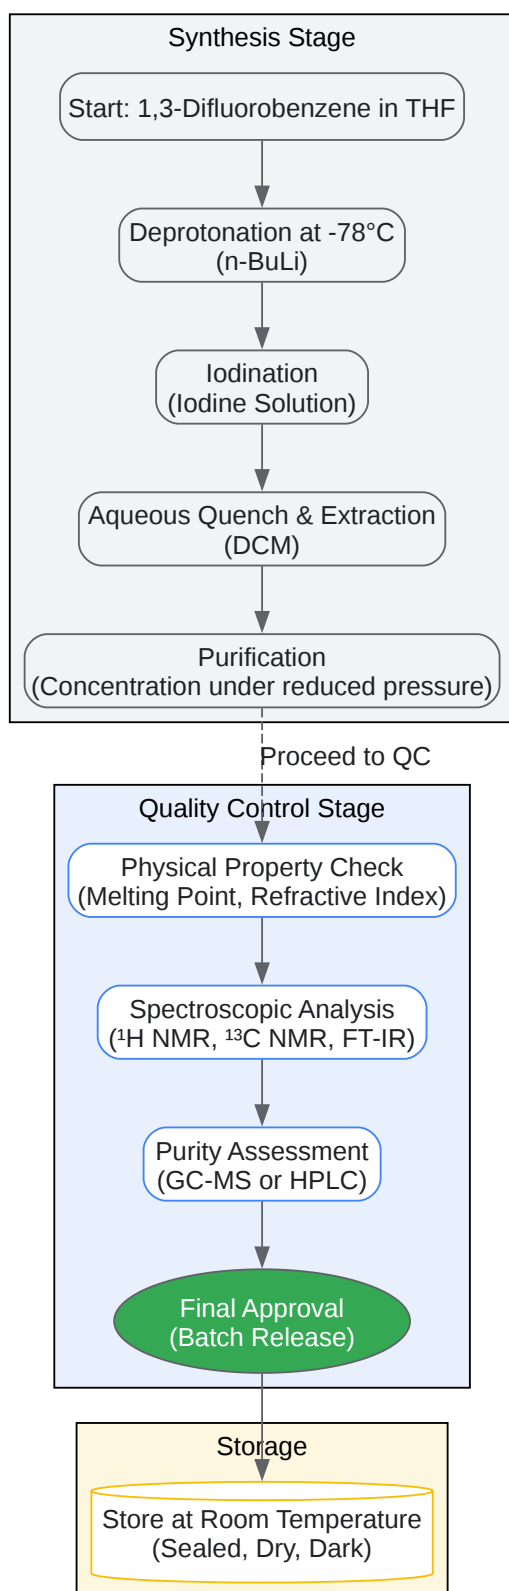 Synthesis Stage
Start: 1,3-Difluorobenzene in THF
Deprotonation at -78°C
(n-BuLi)
Iodination
(Iodine Solution)
Aqueous Quench & Extraction
(DCM)
Purification
(Concentration under reduced pressure)
Proceed to QC
Quality Control Stage
Physical Property Check
(Melting Point, Refractive Index)
Spectroscopic Analysis
(¹H NMR, ¹³C NMR, FT-IR)
Purity Assessment
(GC-MS or HPLC)
Final Approval
(Batch Release)
Storage
Store at Room Temperature
(Sealed, Dry, Dark)